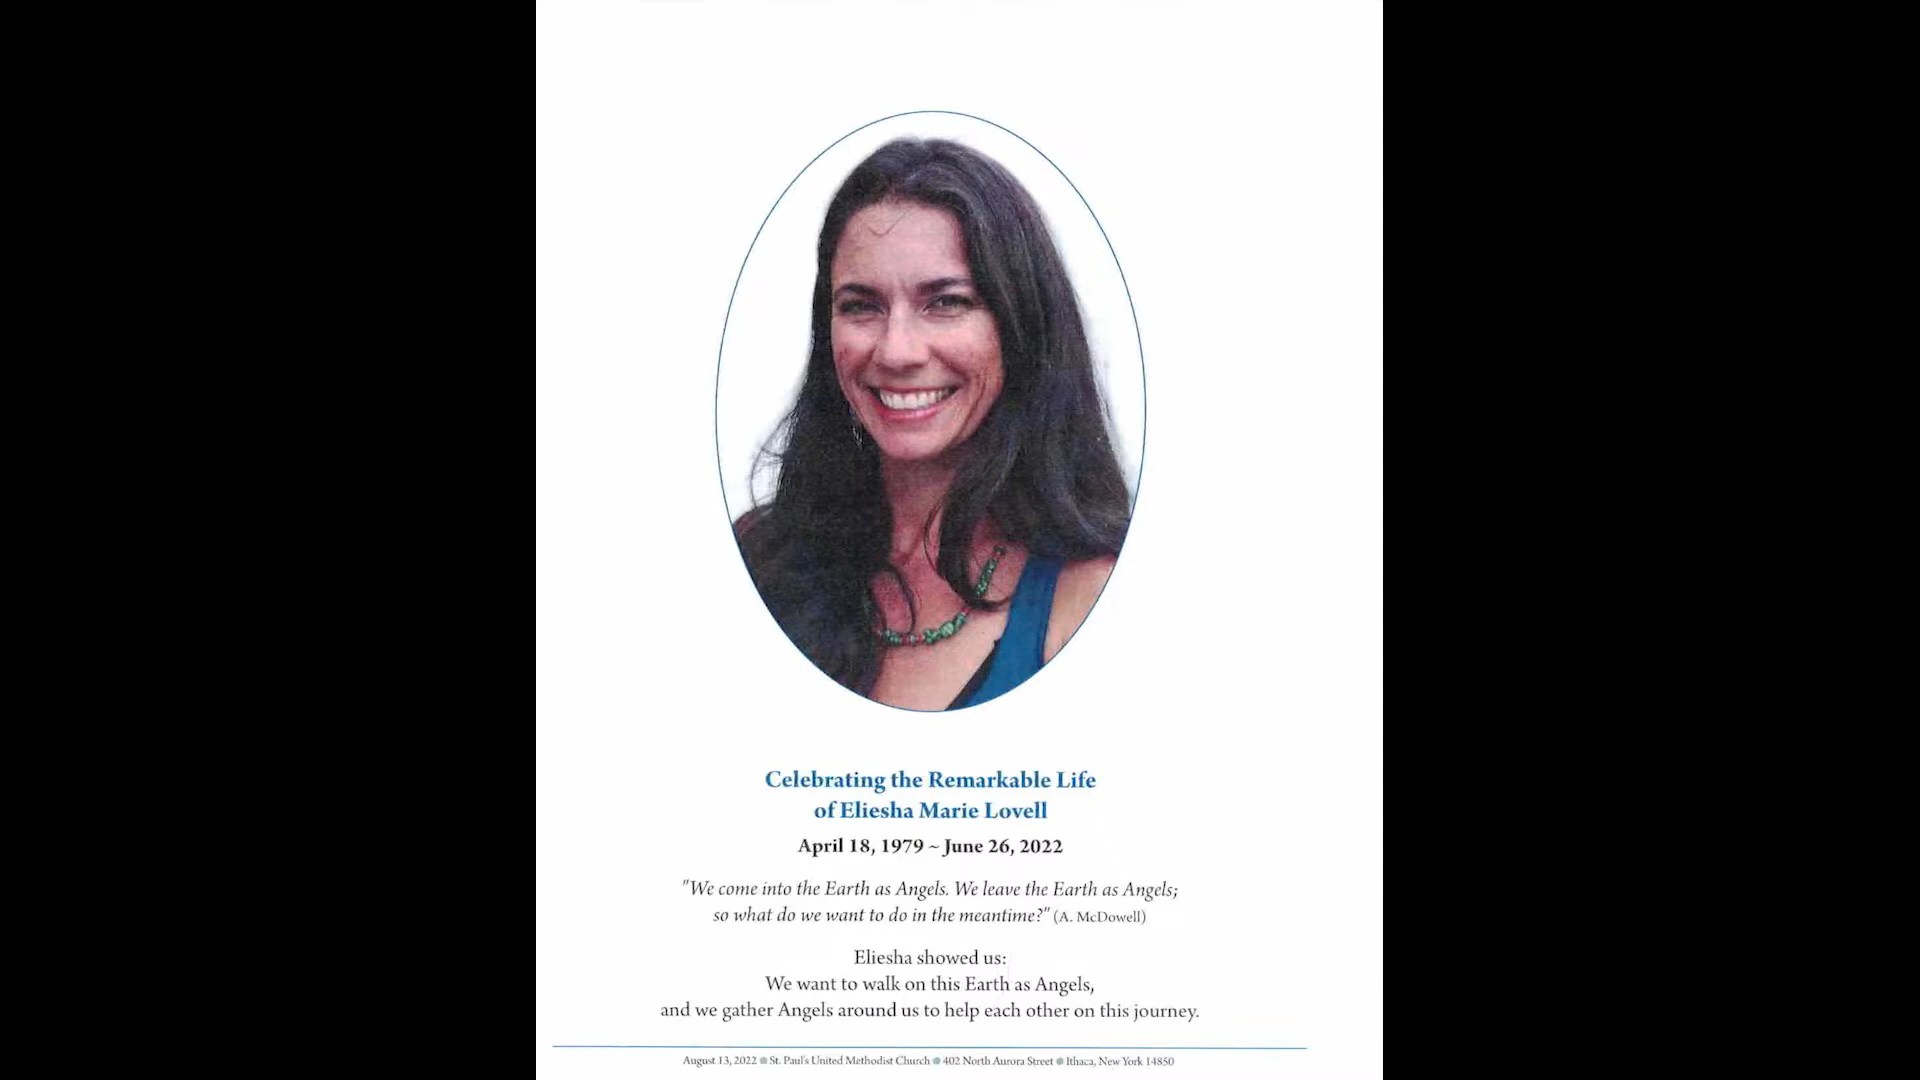 Celebrating the Remarkable Life
of Eliesha Marie Lovell
April 18, 1979 ~ June 26, 2022
"We come into the Earth as Angels. We leave the Earth as Angels;
so what do we want to do in the meantime?" (A. McDowell)
Eliesha showed us:
We want to walk on this Earth as Angels,
and we gather Angels around us to help each other on this journey.
August 13, 2022 ● St. Paul's United Methodist Church ● 402 North Aurora Street ● Ithaca, New York 14850